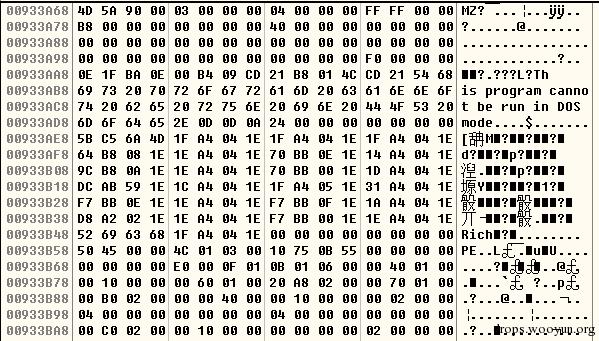 00933A68 4D 5A 90 00 03 00 00 00 04 00 00 00 FF FF 00 00 MZ?
00933A78 B8 00 00 00 00 00 00 00 40 00 00 00 00 00 00 00 ?.......@.......
00933A88 00 00 00 00 00 00 00 00 00 00 00 00 00 00 00 00 ................
00933A98 00 00 00 00 00 00 00 00 00 00 00 00 F0 00 00 00 ............?..
00933AA8 0E 1F BA 0E 00 B4 09 CD 21 B8 01 4C CD 21 54 68 ?.???L?Th
00933AB8 69 73 20 70 72 6F 67 72 61 6D 20 63 61 6E 6E 6F is program canno
00933AC8 74 20 62 65 20 72 75 6E 20 69 6E 20 44 4F 53 20 t be run in DOS
00933AD8 6D 6F 64 65 2E 0D 0D 0A 24 00 00 00 00 00 00 00 mode....$.......
00933AE8 5B C5 6A 4D 1F A4 04 1E 1F A4 04 1E 1F A4 04 1E
00933AF8 64 B8 08 1E 1E A4 04 1E 70 BB 0E 1E 14 A4 04 1E
00933B08 9C B8 0A 1E 1E A4 04 1E 70 BB 00 1E 1D A4 04 1E
00933B18 DC AB 59 1E 1C A4 04 1E 1F A4 05 1E 31 A4 04 1E
00933B28 F7 BB 0E 1E 1E A4 04 1E F7 BB 0F 1E 1A A4 04 1E
00933B38 D8 A2 02 1E 1E A4 04 1E F7 BB 00 1E 1E A4 04 1E
00933B48 52 69 63 68 1F A4 04 1E 00 00 00 00 00 00 00 00 Rich
00933B58 50 45 00 00 4C 01 03 00 10 75 0B 55 00 00 00 00 PE..L
00933B68 00 00 00 00 E0 00 0F 01 0B 01 06 00 00 40 01 00
00933B78 00 10 00 00 00 60 01 00 20 A8 02 00 00 70 01 00
00933B88 00 B0 02 00 00 00 40 00 00 10 00 00 00 02 00 00
00933B98 04 00 00 00 00 00 00 00 04 00 00 00 00 00 00 00
00933BA8 00 C0 02 00 00 10 00 00 00 00 00 00 02 00 00 00
drops.wooyun.org